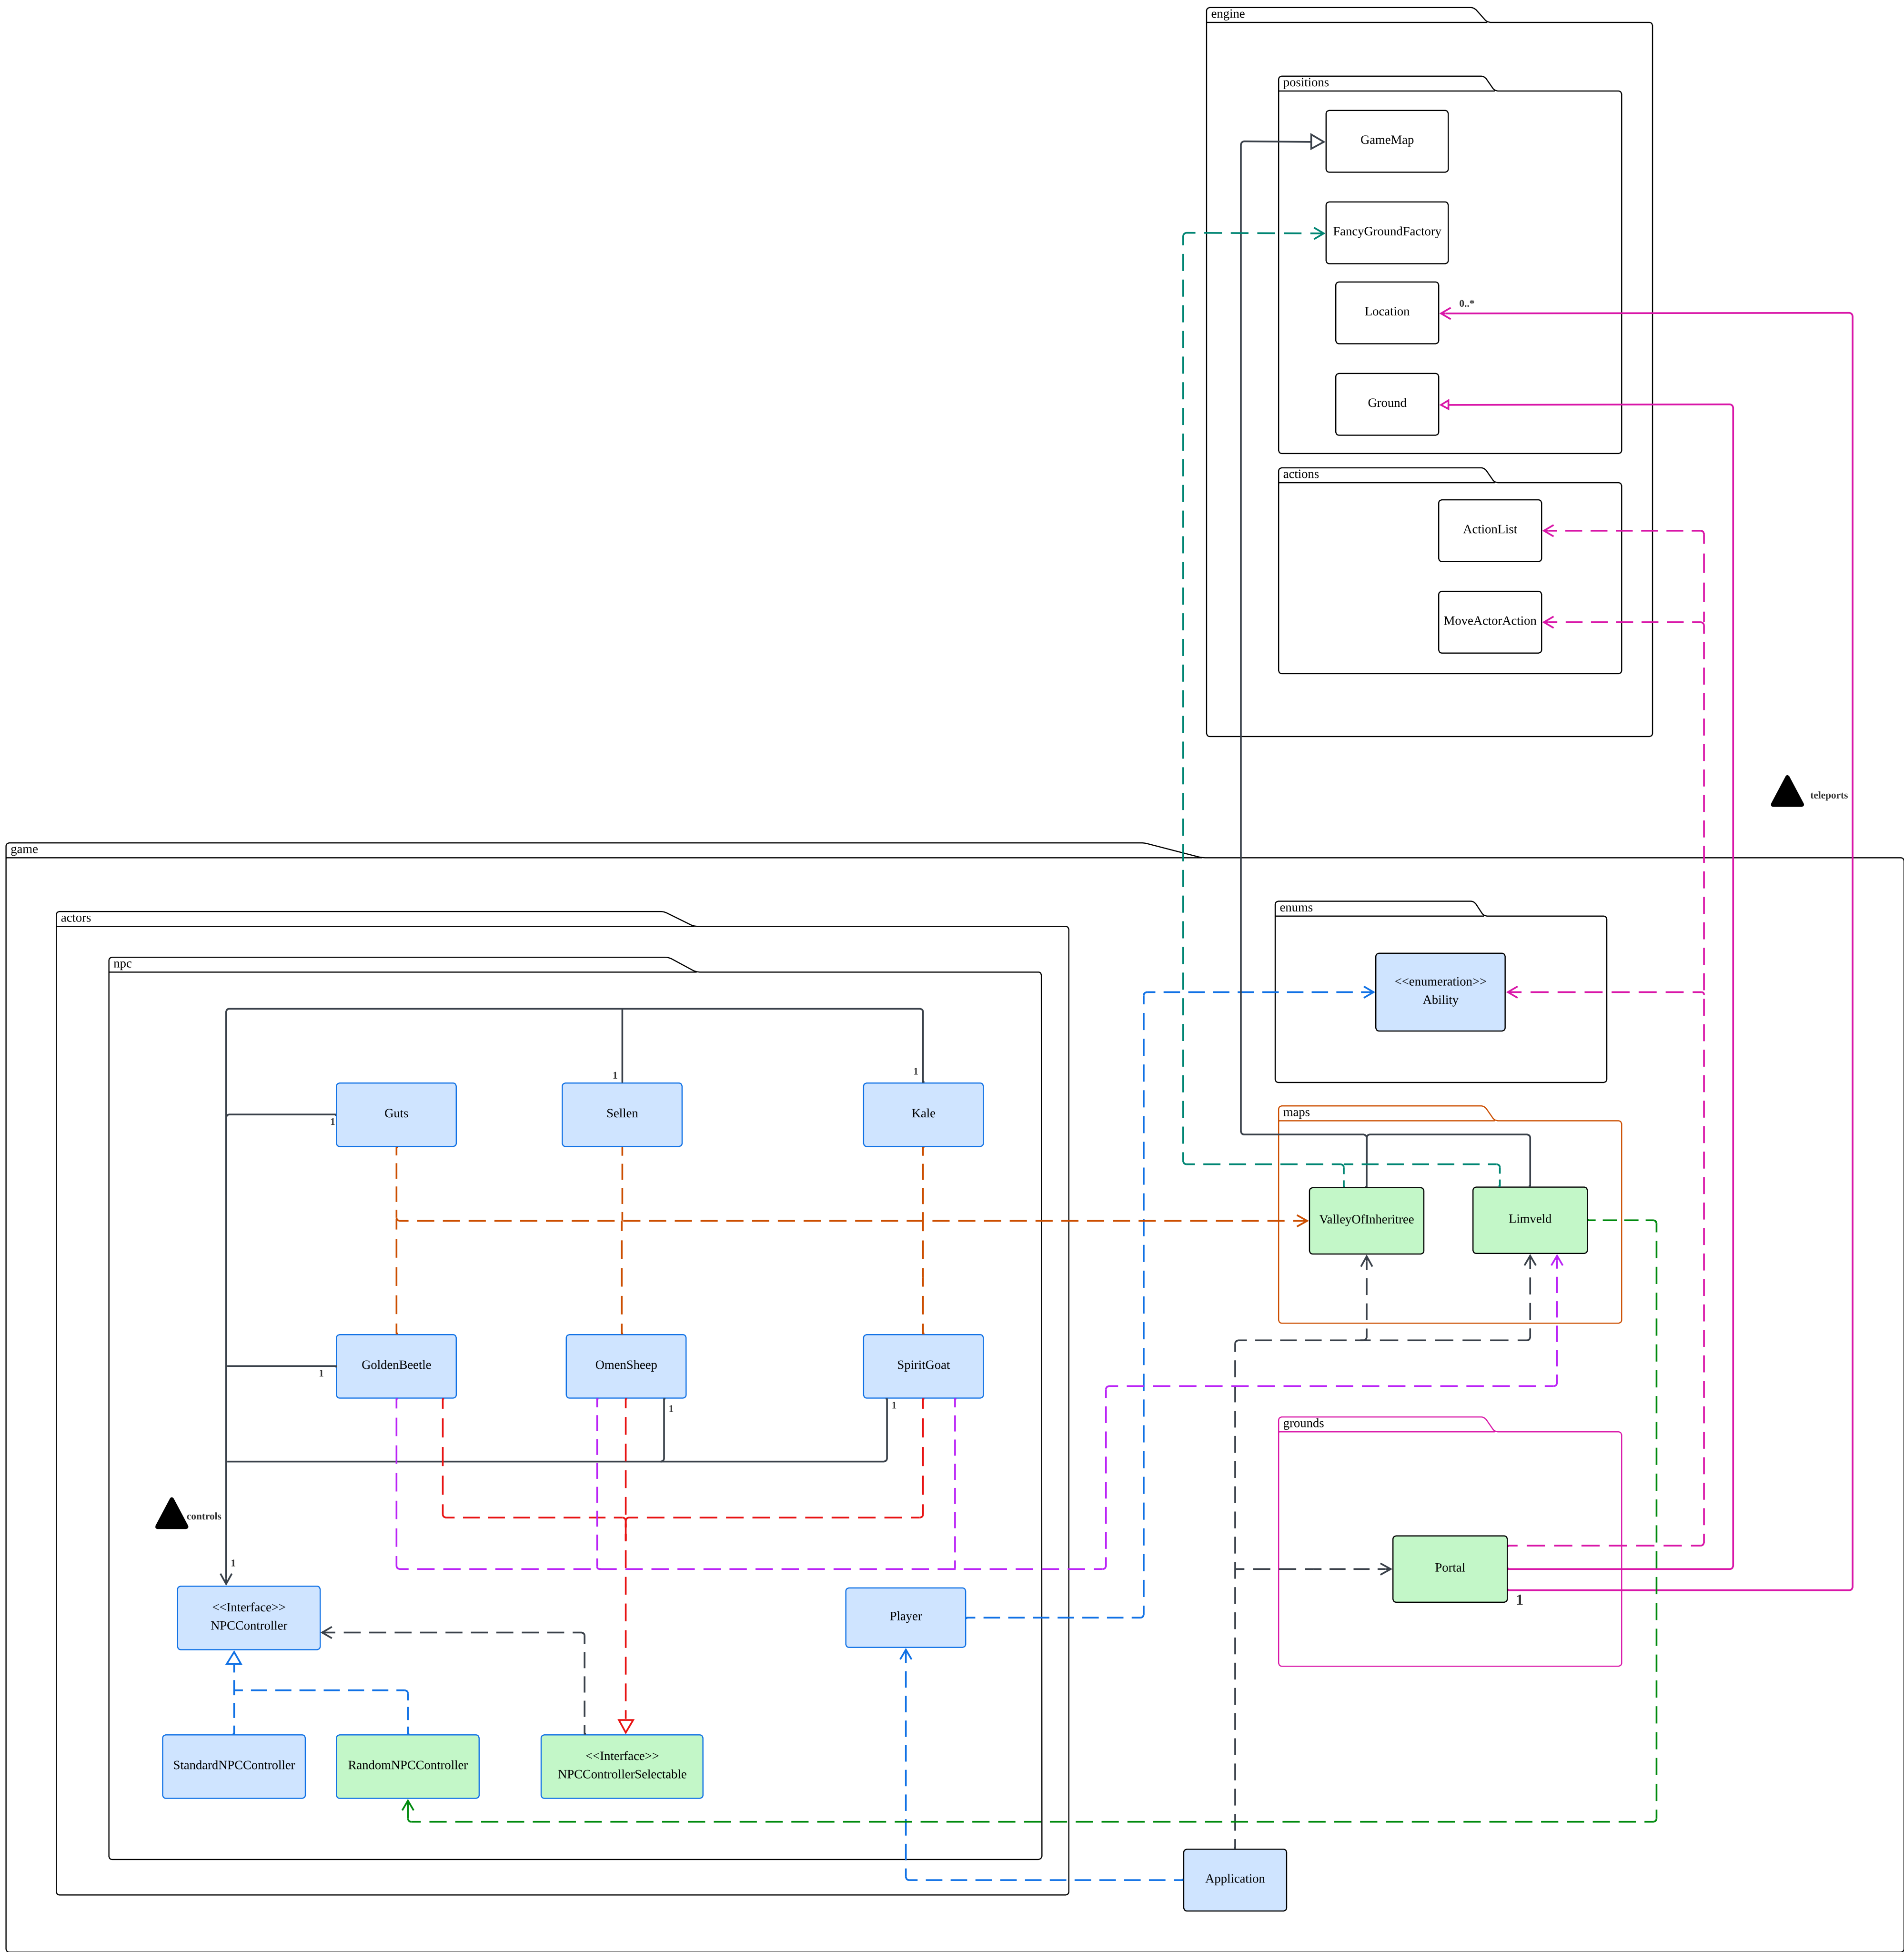 engine
positions
GameMap
FancyGroundFactory
0..*
Location
Ground
actions
ActionList
MoveActorAction
teleports
game
enums
actors
npc
<<enumeration>>
Ability
1
1
maps
Guts
Sellen
Kale
1
ValleyOfInheritree
Limveld
GoldenBeetle
OmenSheep
SpiritGoat
1
1
1
grounds
controls
1
Portal
1
<<Interface>>
NPCController
Player
<<Interface>>
StandardNPCController
RandomNPCController
NPCControllerSelectable
Application